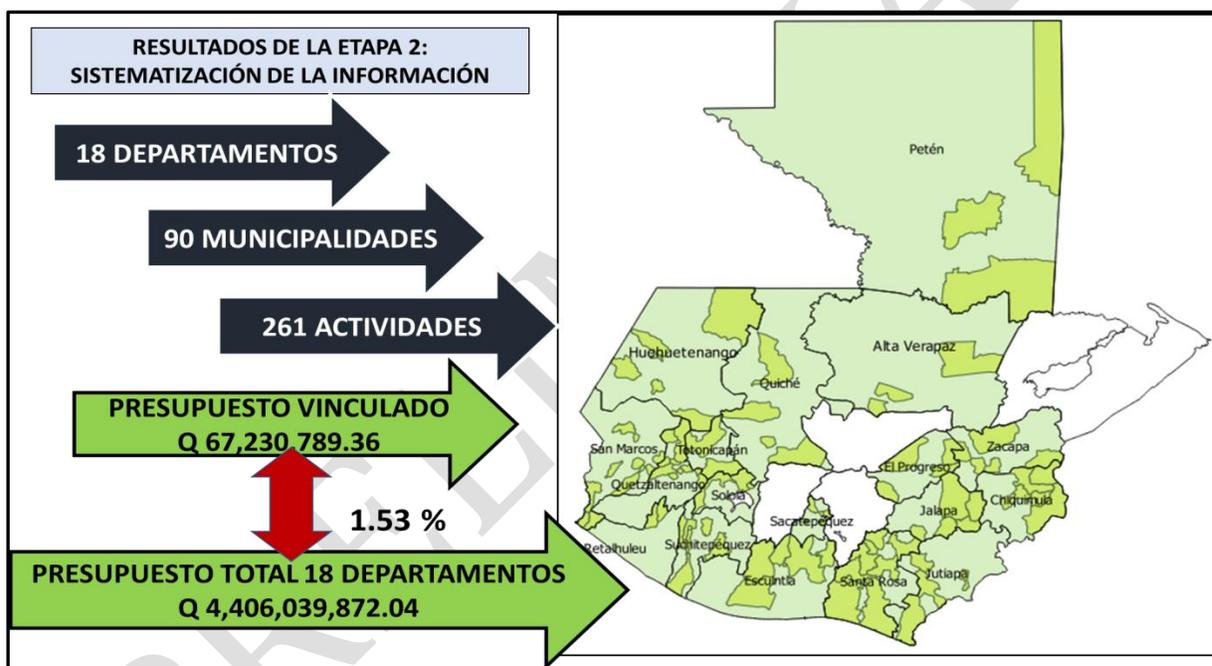 RESULTADOS DE LA ETAPA 2:
SISTEMATIZACIÓN DE LA INFORMACIÓN
18 DEPARTAMENTOS
90 MUNICIPALIDADES
261 ACTIVIDADES
PRESUPUESTO VINCULADO
Q 67,230,789.36
1.53 %
PRESUPUESTO TOTAL 18 DEPARTAMENTOS
Q 4,406,039,872.04
Petén
Huehuetenango
Alta Verapaz
Quiché
San Marcos
Totonicapán
Zacapa
El Progreso
Quetzaltenango
Sololá
Chiquimula
Sacatepéquez
Jalapa
Retalhuleu
Suchitepéquez
Escuintla
Santa Rosa
Jutiapa